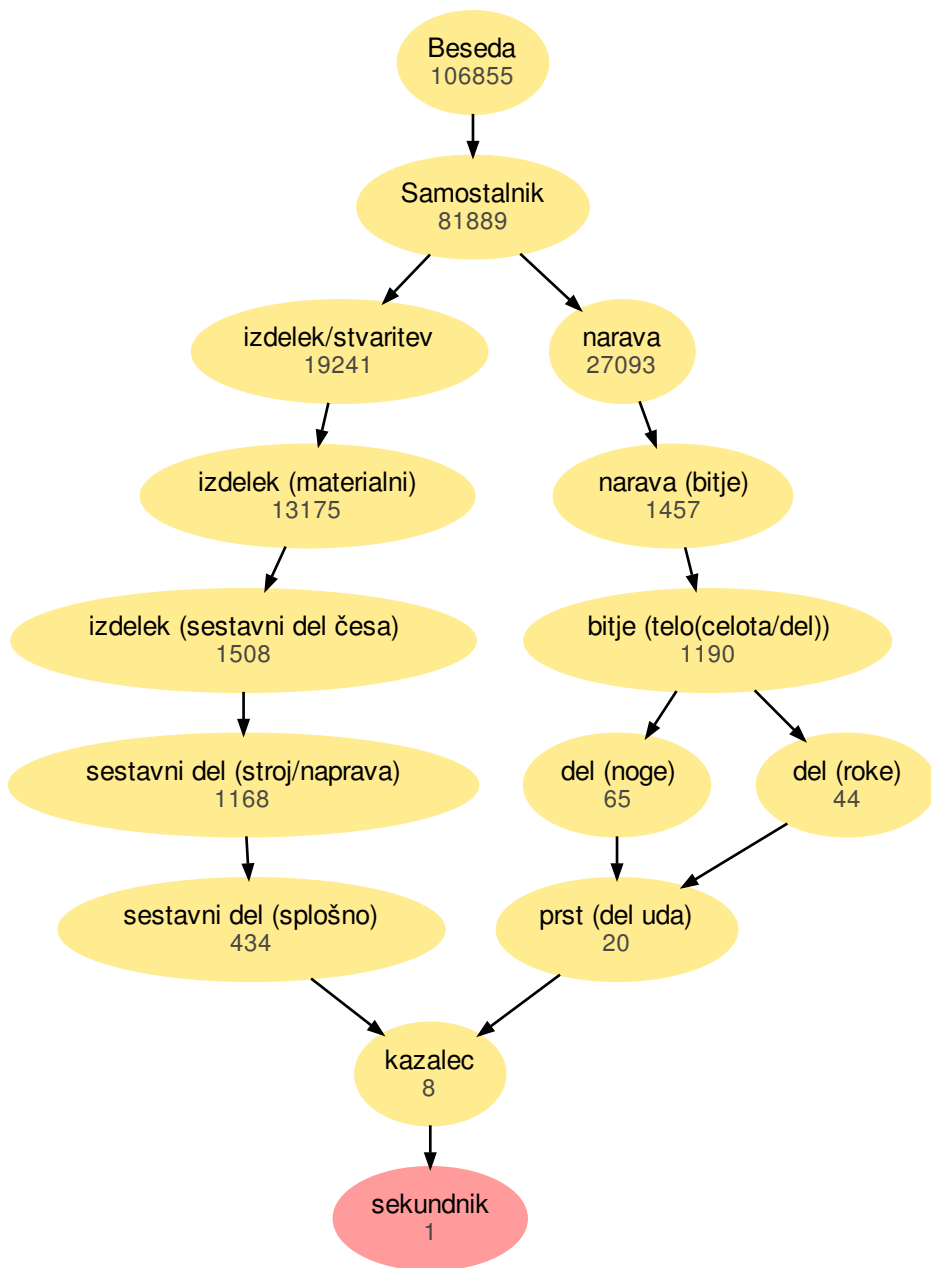 Beseda
106855
Samostalnik
81889
izdelek/stvaritev
19241
narava
27093
izdelek (materialni)
13175
narava (bitje)
1457
izdelek (sestavni del česa)
1508
bitje (telo(celota/del))
1190
sestavni del (stroj/naprava)
1168
del (noge)
65
del (roke)
44
sestavni del (splošno)
434
prst (del uda)
20
kazalec
8
sekundnik
1